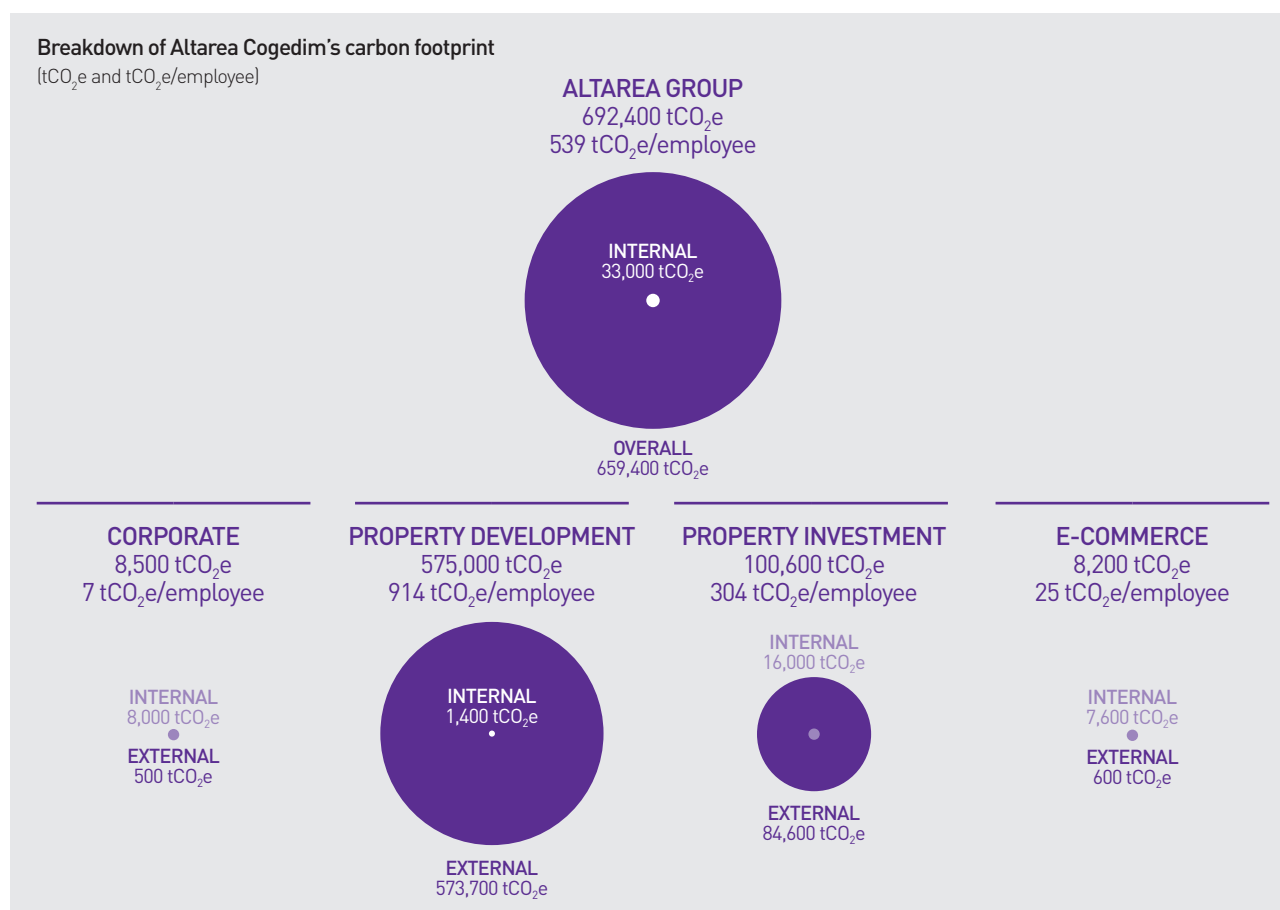 Breakdown of Altarea Cogedim's carbon footprint
(tCO₂e and tCO₂e/employee)
ALTAREA GROUP
692,400 tCO₂e
539 tCO₂e/employee
INTERNAL
33,000 tCO₂e
OVERALL
659,400 tCO₂e
CORPORATE
8,500 tCO₂e
7 tCO₂e/employee
INTERNAL
8,000 tCO₂e
EXTERNAL
500 tCO₂e
PROPERTY DEVELOPMENT
575,000 tCO₂e
914 tCO₂e/employee
INTERNAL
1,400 tCO₂e
EXTERNAL
573,700 tCO₂e
PROPERTY INVESTMENT
100,600 tCO₂e
304 tCO₂e/employee
INTERNAL
16,000 tCO₂e
EXTERNAL
84,600 tCO₂e
E-COMMERCE
8,200 tCO₂e
25 tCO₂e/employee
INTERNAL
7,600 tCO₂e
EXTERNAL
600 tCO₂e